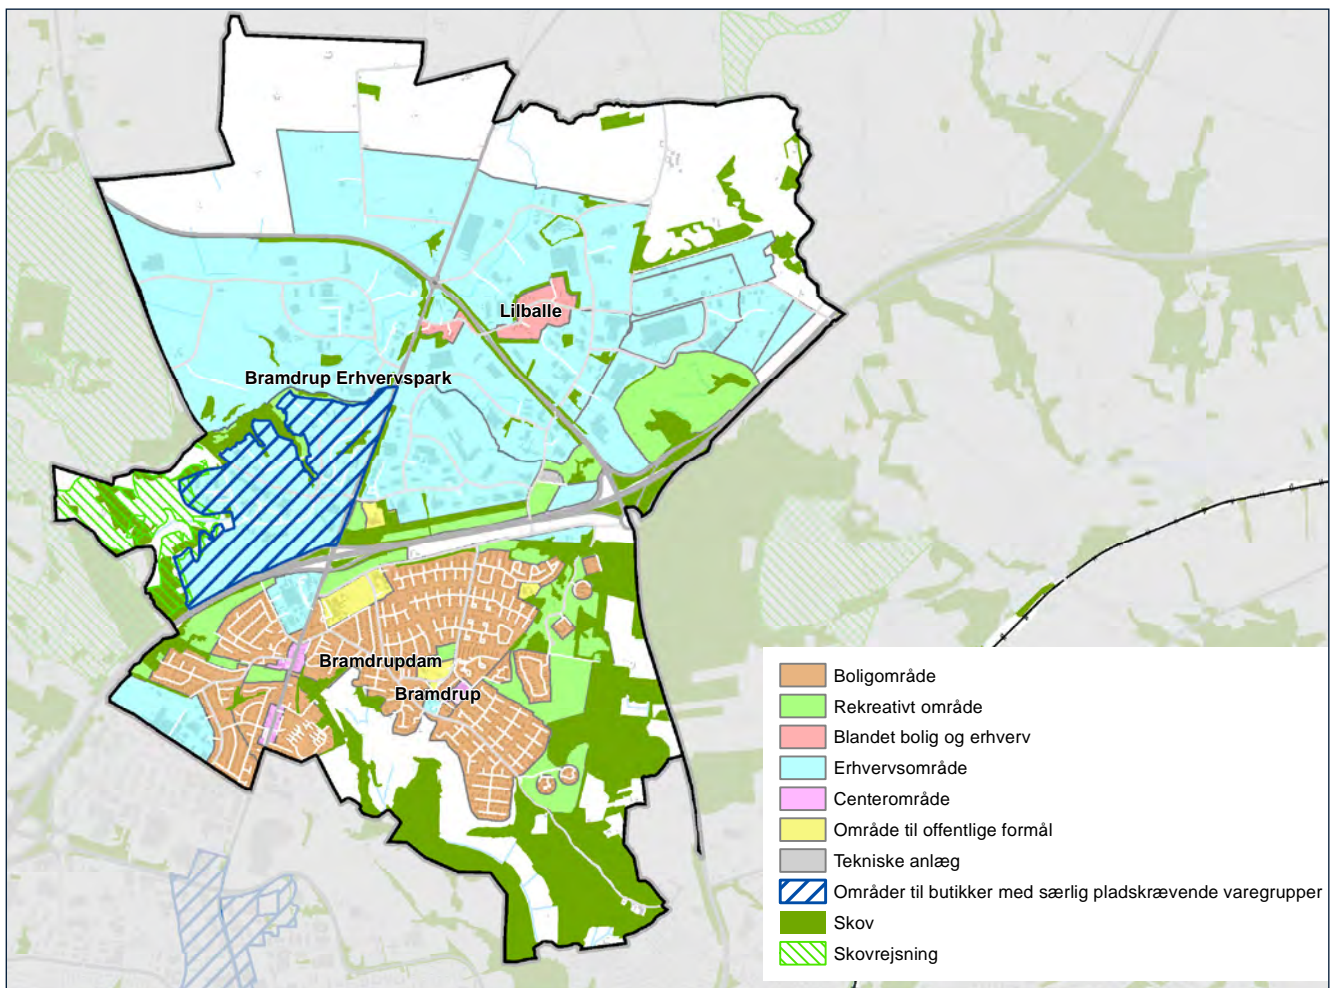 Lilballe
Bramdrup Erhvervspark
Bramdrupdam
Bramdrup
Boligområde
Rekreativt område
Blandet bolig og erhverv
Erhvervsområde
Centerområde
Område til offentlige formål
Tekniske anlæg
Områder til butikker med særlig pladskrævende varegrupper
Skov
Skovrejsning